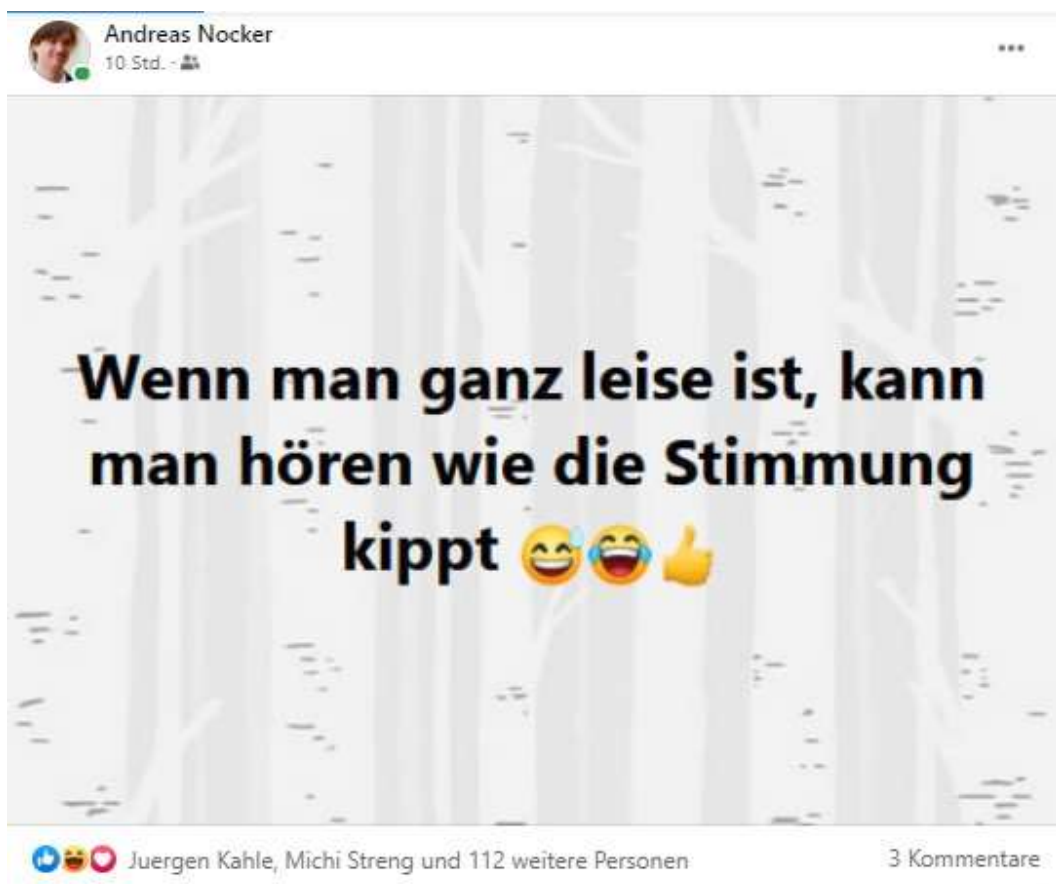 Andreas Nocker
10 Std. ·
Wenn man ganz leise ist, kann
man hören wie die Stimmung
kippt 😅😂👍
Juergen Kahle, Michi Streng und 112 weitere Personen
3 Kommentare